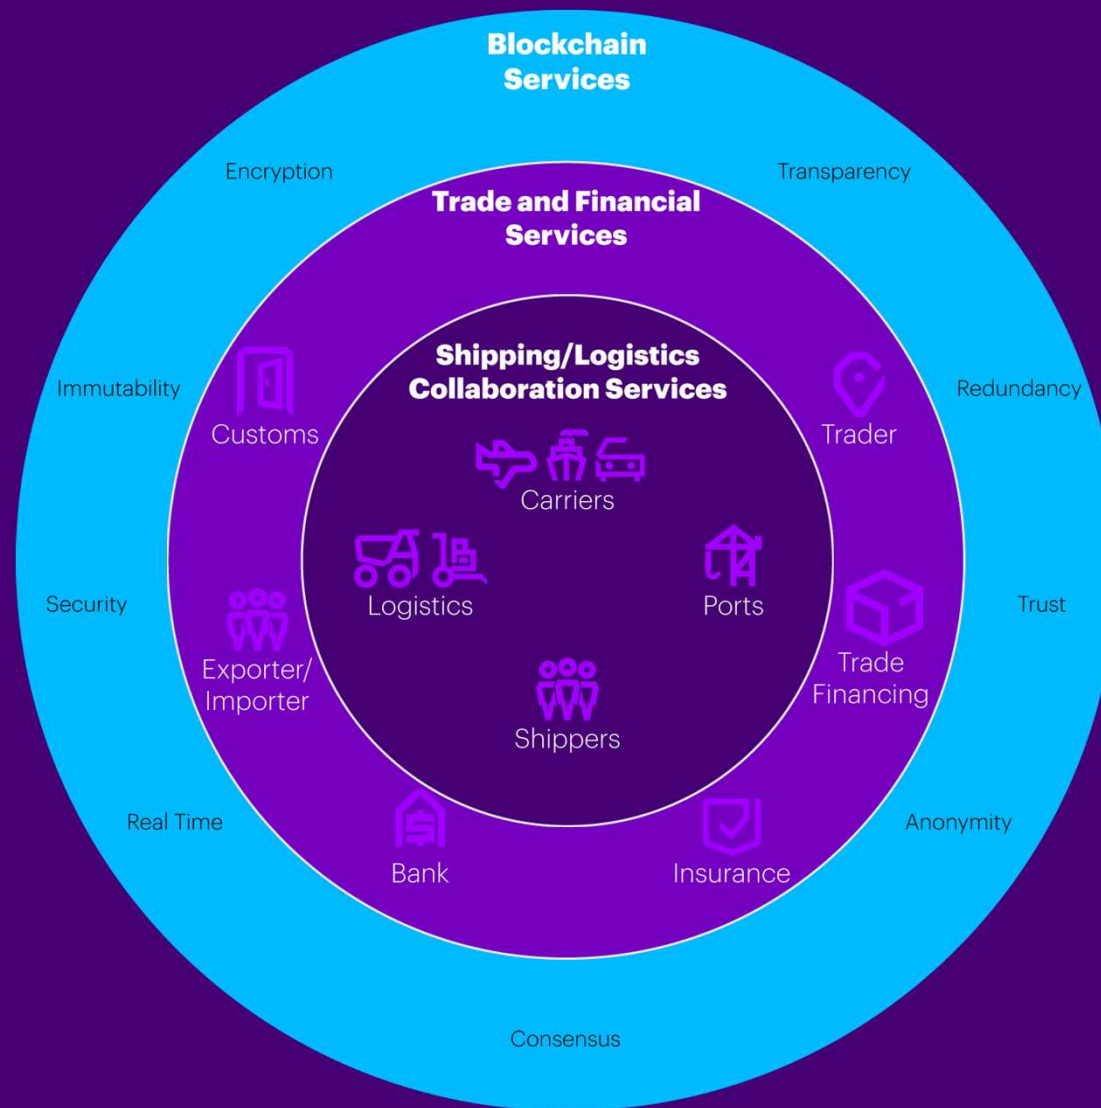 Blockchain
Services
Encryption
Transparency
Trade and Financial
Services
Shipping/Logistics
Collaboration Services
Immutability
Redundancy
Customs
Trader
Carriers
Logistics
Ports
Security
Trust
Exporter/
Importer
Trade
Financing
Shippers
Real Time
Anonymity
Bank
Insurance
Consensus